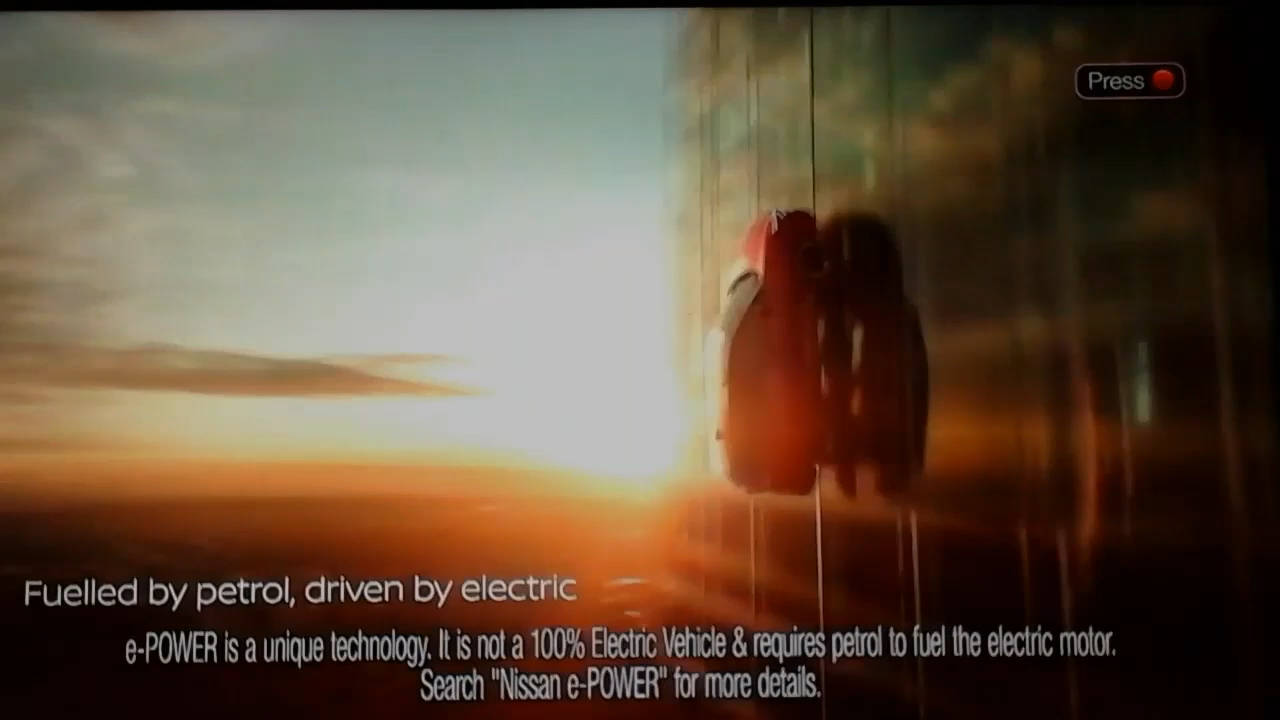 Press
Fuelled by petrol, driven by electric
e-POWER is a unique technology. It is not a 100% Electric Vehicle & requires petrol to fuel the electric motor.
Search "Nissan e-POWER" for more details.